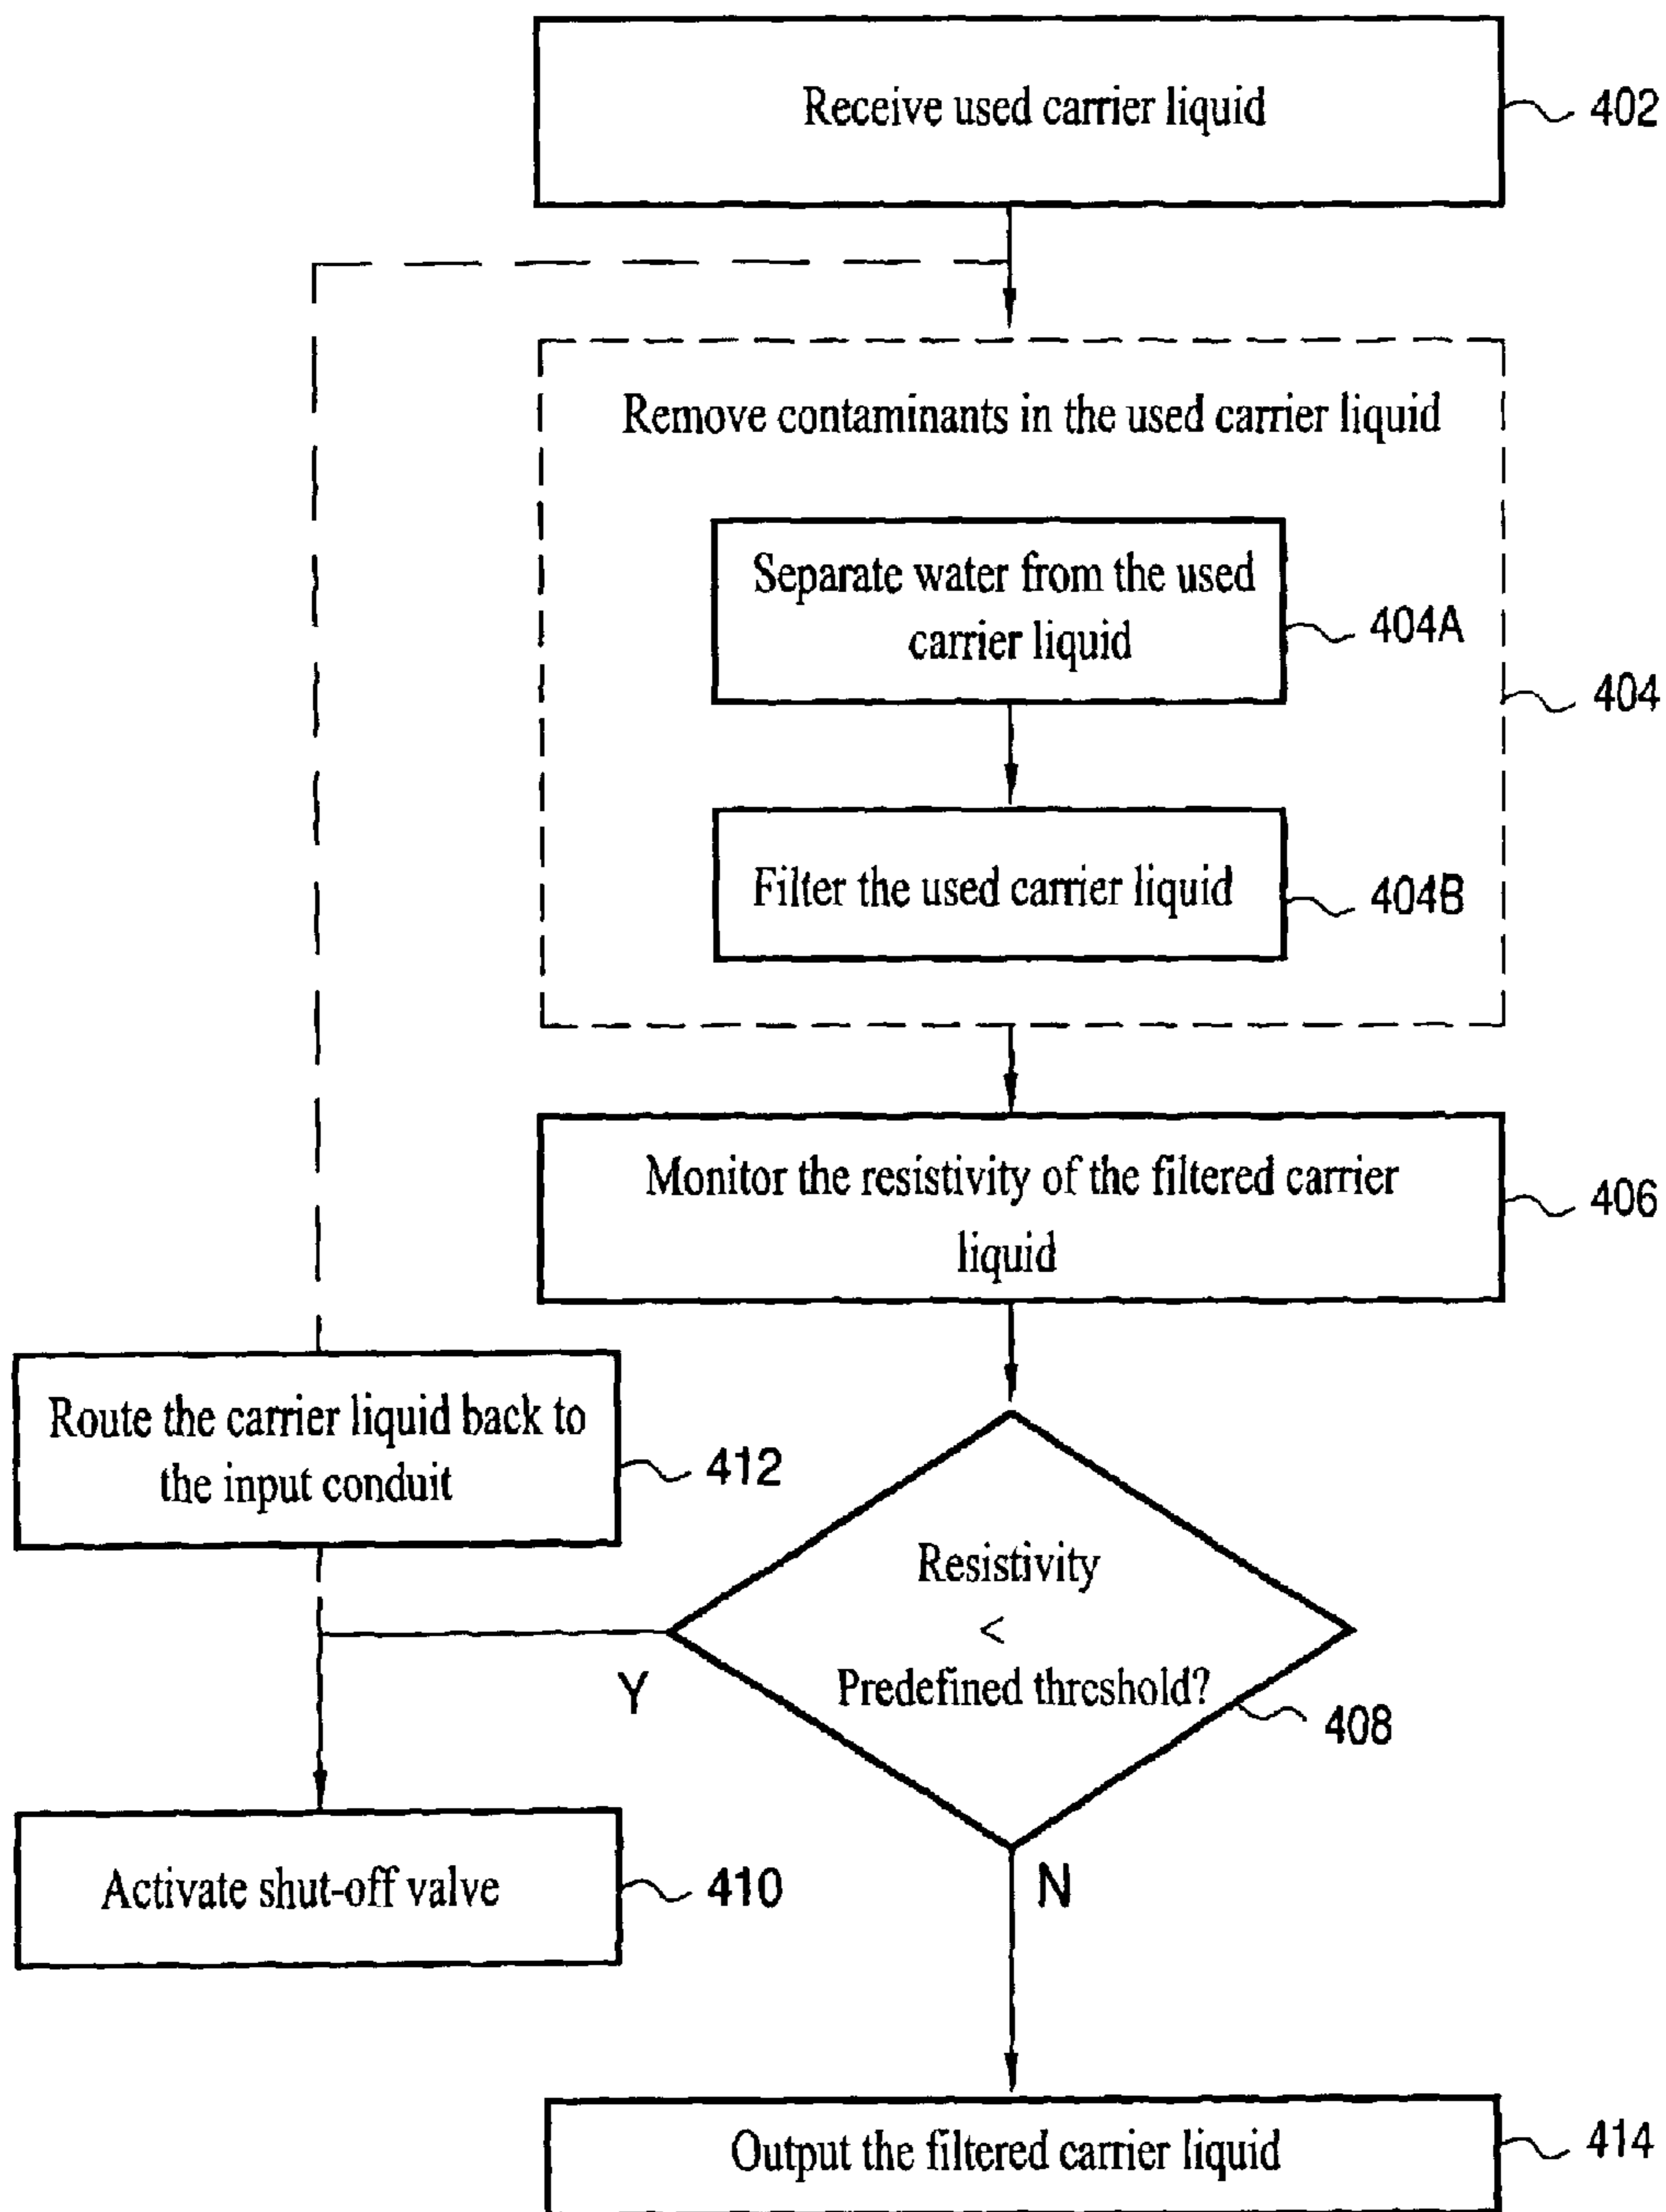 Receive used carrier liquid
402
Remove contaminants in the used carrier liquid
Separate water from the used
carrier liquid
404A
404
Filter the used carrier liquid
404B
Monitor the resistivity of the filtered carrier
liquid
406
Route the carrier liquid back to
the input conduit
412
Resistivity
<
Predefined threshold?
408
Y
N
Activate shut-off valve
410
Output the filtered carrier liquid
414